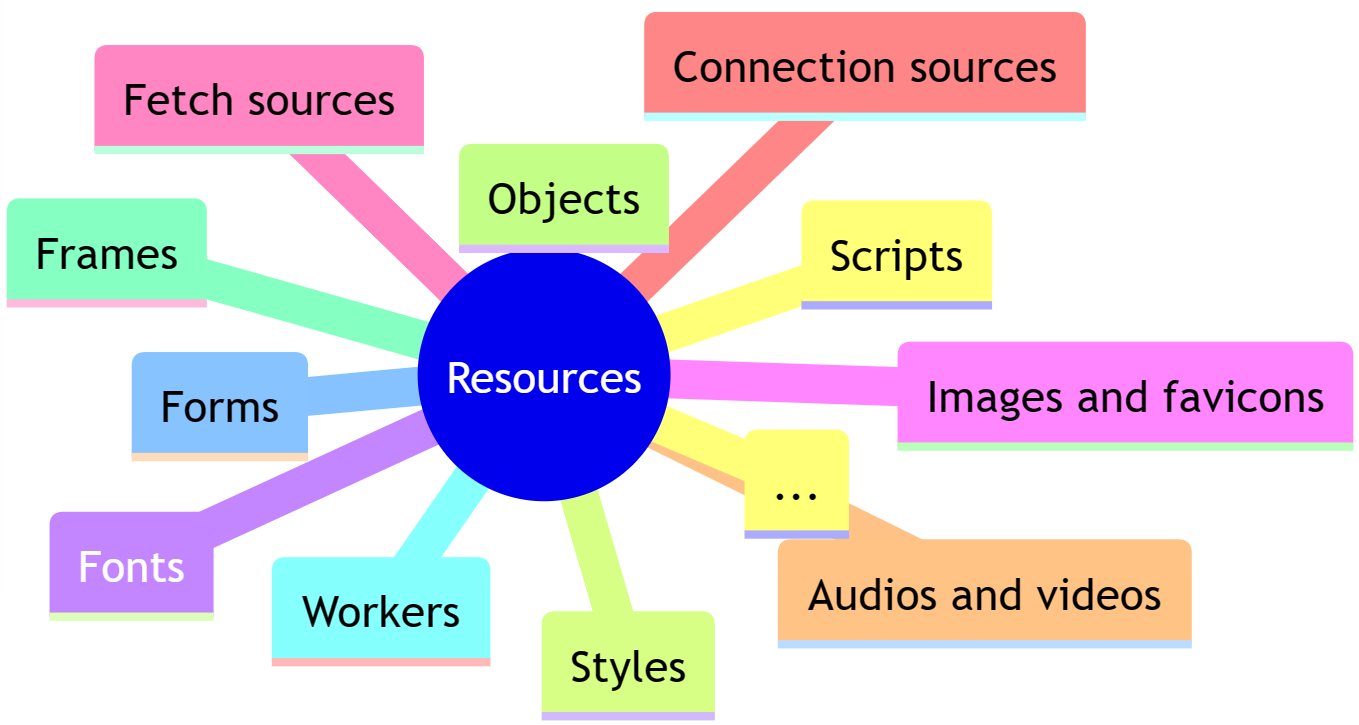 Connection sources
Fetch sources
Objects
Frames
Scripts
Resources
Images and favicons
Forms
...
Fonts
Audios and videos
Workers
Styles